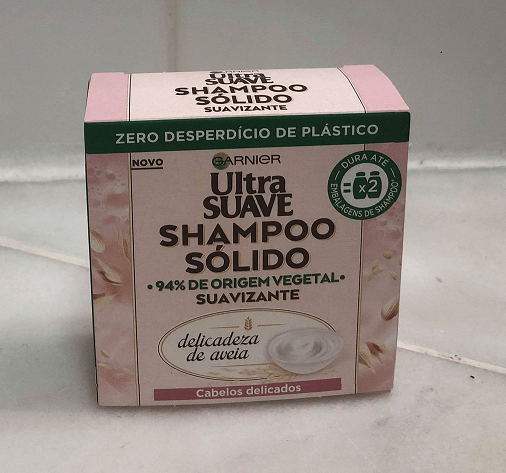 Ultra
SUAVE
SHAMPOO
SÓLIDO
SUAVIZANTE
ZERO DESPERDÍCIO DE PLÁSTICO
NOVO
GARNIER
Ultra
SUAVE
SHAMPOO
SÓLIDO
• 94% DE ORIGEM VEGETAL •
SUAVIZANTE
DURA ATÉ
= x2
EMBALAGENS DE SHAMPOO
delicadeza
de aveia
Cabelos delicados